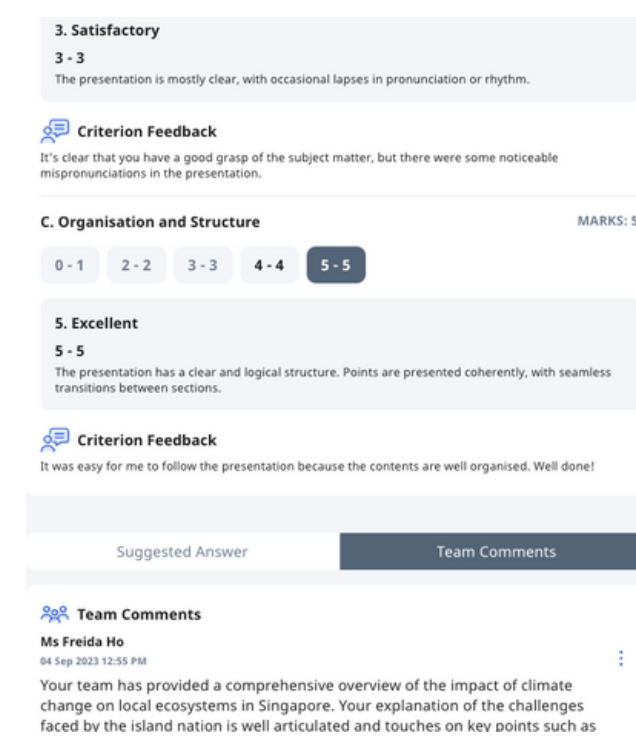 3. Satisfactory
3 - 3
The presentation is mostly clear, with occasional lapses in pronunciation or rhythm.
Criterion Feedback
It's clear that you have a good grasp of the subject matter, but there were some noticeable
mispronunciations in the presentation.
C. Organisation and Structure MARKS: 5
0 - 1 2 - 2 3 - 3 4 - 4 5 - 5
5. Excellent
5 - 5
The presentation has a clear and logical structure. Points are presented coherently, with seamless
transitions between sections.
Criterion Feedback
It was easy for me to follow the presentation because the contents are well organised. Well done!
Suggested Answer Team Comments
Team Comments
Ms Freida Ho
04 Sep 2023 12:55 PM
Your team has provided a comprehensive overview of the impact of climate
change on local ecosystems in Singapore. Your explanation of the challenges
faced by the island nation is well articulated and touches on key points such as